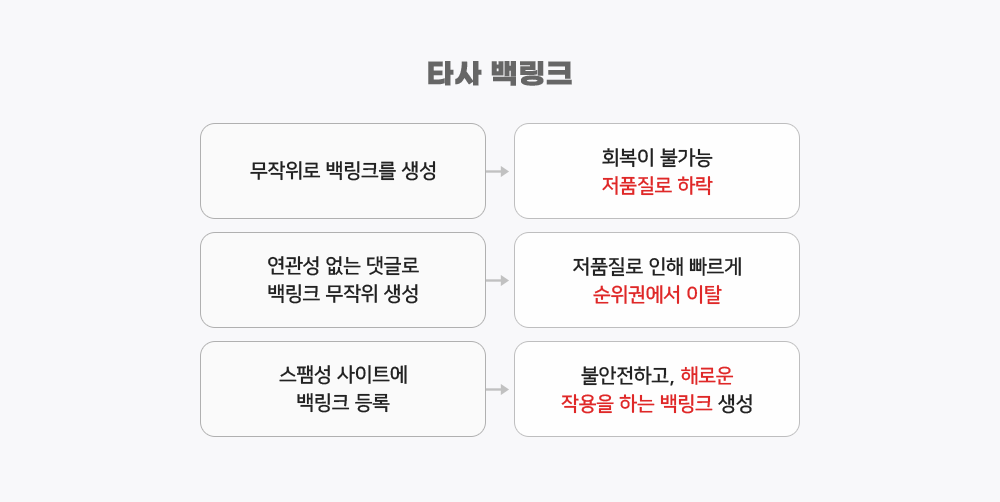 타사 백링크
무작위로 백링크를 생성
회복이 불가능
저품질로 하락
연관성 없는 댓글로
백링크 무작위 생성
저품질로 인해 빠르게
순위권에서 이탈
스팸성 사이트에
백링크 등록
불안전하고, 해로운
작용을 하는 백링크 생성